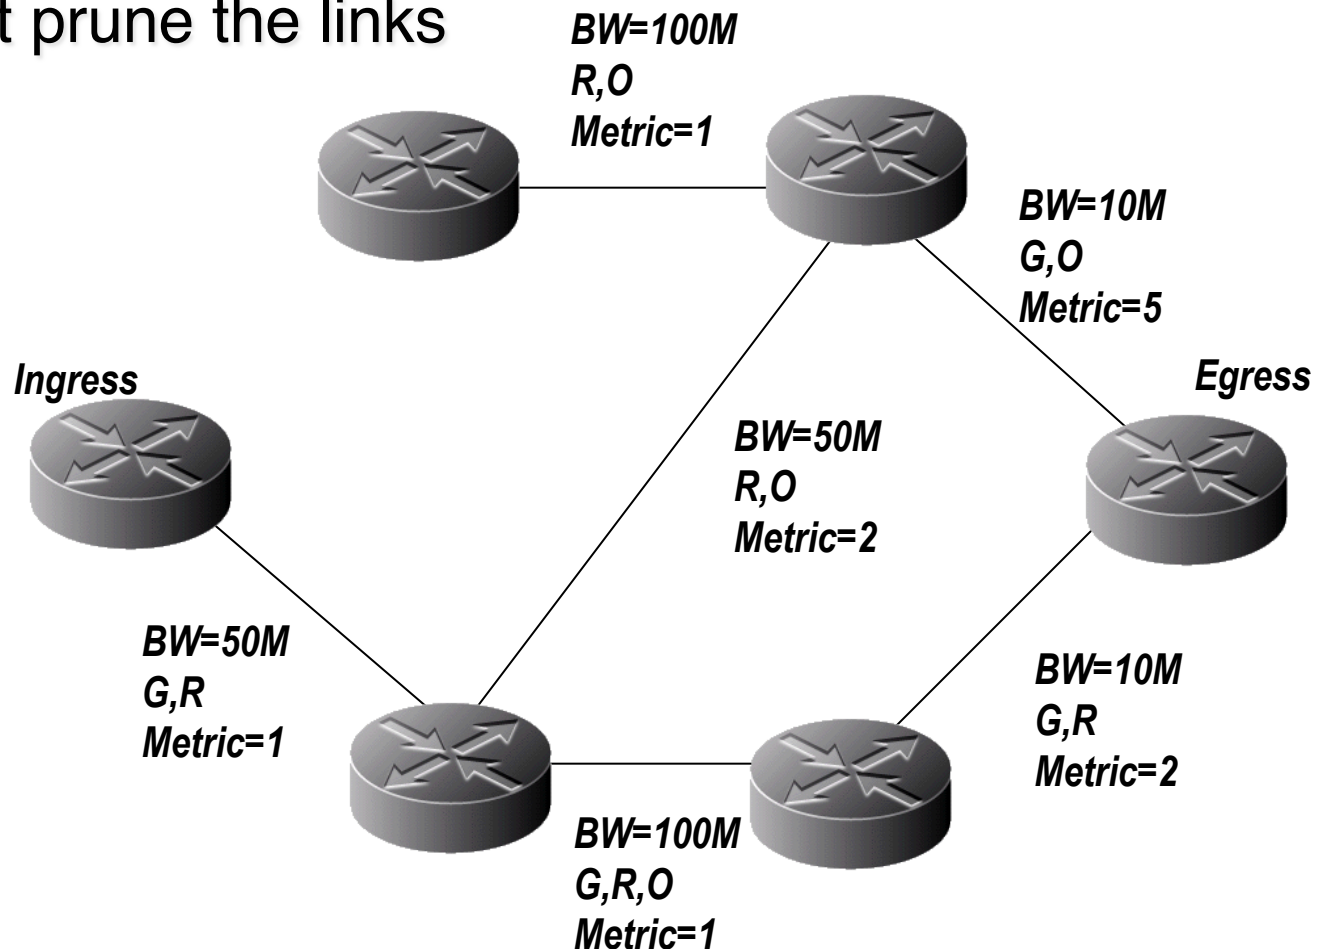 t prune the links
BW=100M
R,O
Metric=1
BW=10M
G,O
Metric=5
Ingress
Egress
BW=50M
R,O
Metric=2
BW=50M
G,R
Metric=1
BW=10M
G,R
Metric=2
BW=100M
G,R,O
Metric=1